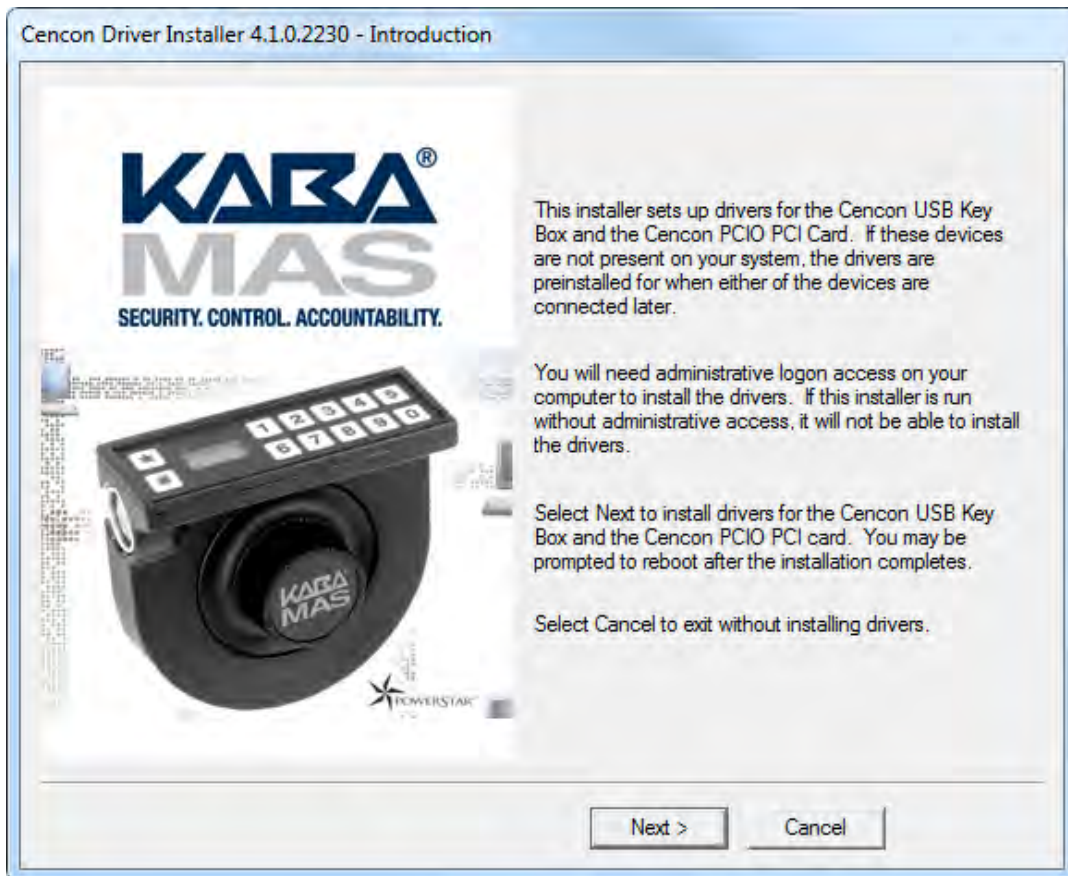 Cencon Driver Installer 4.1.0.2230 - Introduction
KABA®
MAS
SECURITY. CONTROL. ACCOUNTABILITY.
1 2 3 4 5
* 6 7 8 9 0
#
KABA
MAS
POWERSTAR
This installer sets up drivers for the Cencon USB Key
Box and the Cencon PCIO PCI Card.  If these devices
are not present on your system, the drivers are
preinstalled for when either of the devices are
connected later.
You will need administrative logon access on your
computer to install the drivers.  If this installer is run
without administrative access, it will not be able to install
the drivers.
Select Next to install drivers for the Cencon USB Key
Box and the Cencon PCIO PCI card.  You may be
prompted to reboot after the installation completes.
Select Cancel to exit without installing drivers.
Next >
Cancel